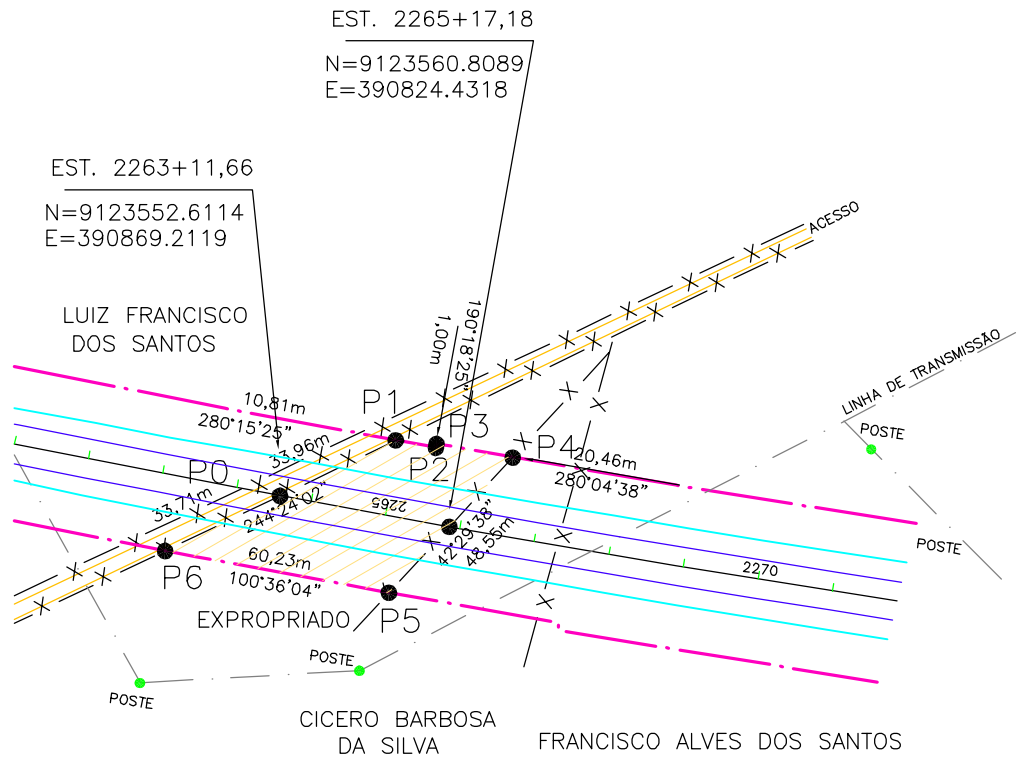 EST. 2265+17,18
N=9123560.8089
E=390824.4318
EST. 2263+11,66
N=9123552.6114
E=390869.2119
ACESSO
LUIZ FRANCISCO
DOS SANTOS
190°18'25"
1,00m
LINHA DE TRANSMISSÃO
10,81m
280°15'25"
P1
P3
P2
P4
POSTE
20,46m
280°04'38"
33,96m
244°24'02"
P0
33,71m
2265
42°29'38"
48,55m
POSTE
2270
60,23m
100°36'04"
P6
EXPROPRIADO
P5
POSTE
POSTE
CICERO BARBOSA
DA SILVA
FRANCISCO ALVES DOS SANTOS